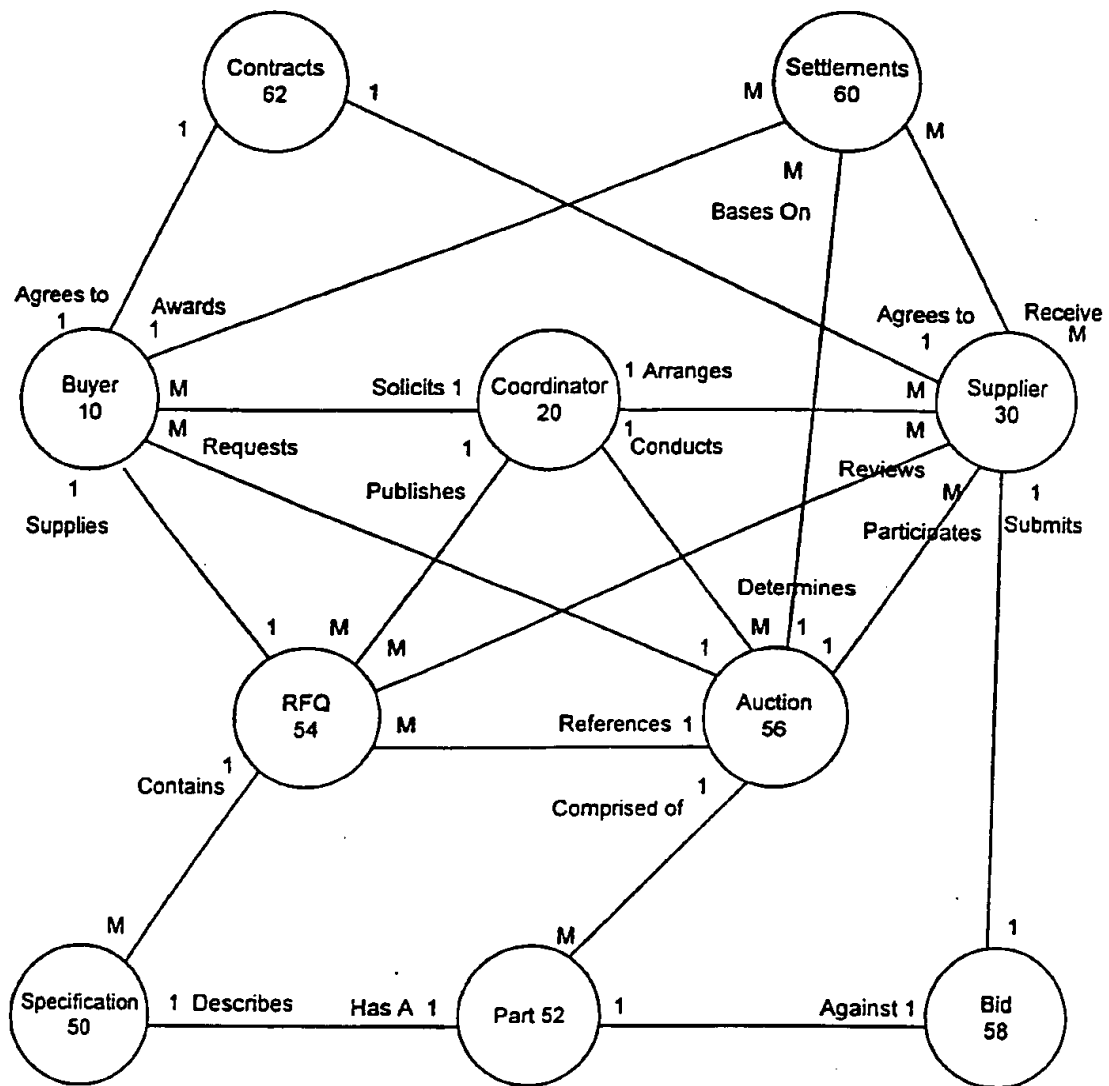 Contracts
62
Settlements
60
1
1
M
M
M
Bases On
Agrees to
1
Awards
1
Agrees to
1
Receive
M
Buyer
10
M
Solicits 1
Coordinator
20
1 Arranges
M
Supplier
30
M
Requests
1
1
Conducts
M
Reviews
1
Supplies
Publishes
M
Participates
1
Submits
Determines
1
M
M
1
M
1
1
RFQ
54
M
References 1
Auction
56
1
Contains
Comprised of
1
M
M
1
Specification
50
1 Describes
Has A 1
Part 52
1
Against 1
Bid
58